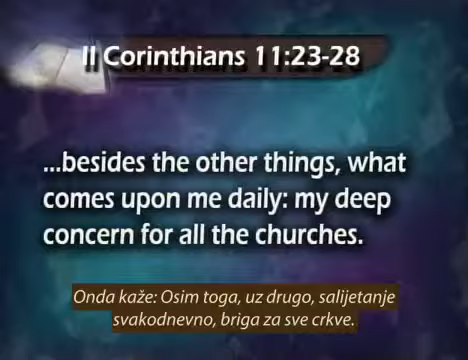 II Corinthians 11:23-28
...besides the other things, what
comes upon me daily: my deep
concern for all the churches.
Onda kaže: Osim toga, uz drugo, salijetanje
svakodnevno, briga za sve crkve.